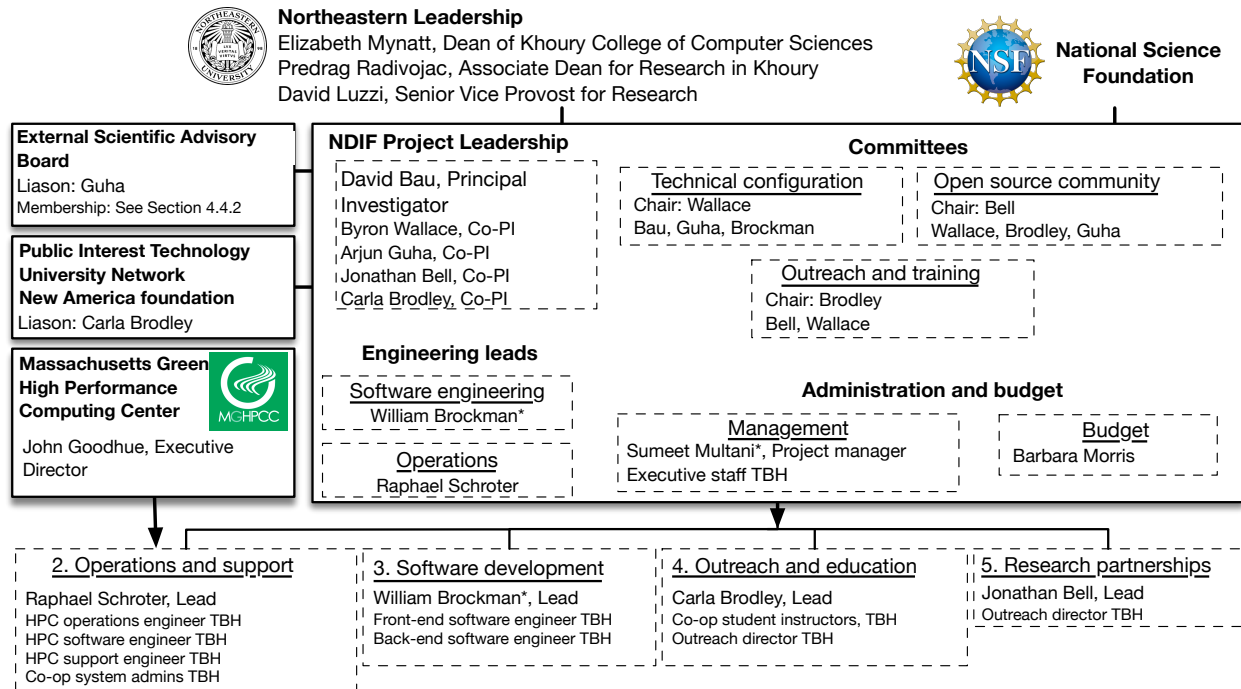 Northeastern Leadership
Elizabeth Mynatt, Dean of Khoury College of Computer Sciences
Predrag Radivojac, Associate Dean for Research in Khoury
David Luzzi, Senior Vice Provost for Research
NORTHEASTERN
UNIVERSITY
NSF
National Science
Foundation
External Scientific Advisory
Board
Liason: Guha
Membership: See Section 4.4.2
Public Interest Technology
University Network
New America foundation
Liason: Carla Brodley
Massachusetts Green
High Performance
Computing Center
MGHPCC
John Goodhue, Executive
Director
NDIF Project Leadership
David Bau, Principal
Investigator
Byron Wallace, Co-PI
Arjun Guha, Co-PI
Jonathan Bell, Co-PI
Carla Brodley, Co-PI
Committees
Technical configuration
Chair: Wallace
Bau, Guha, Brockman
Open source community
Chair: Bell
Wallace, Brodley, Guha
Outreach and training
Chair: Brodley
Bell, Wallace
Engineering leads
Software engineering
William Brockman*
Operations
Raphael Schroter
Administration and budget
Management
Sumeet Multani*, Project manager
Executive staff TBH
Budget
Barbara Morris
2. Operations and support
Raphael Schroter, Lead
HPC operations engineer TBH
HPC software engineer TBH
HPC support engineer TBH
Co-op system admins TBH
3. Software development
William Brockman*, Lead
Front-end software engineer TBH
Back-end software engineer TBH
4. Outreach and education
Carla Brodley, Lead
Co-op student instructors, TBH
Outreach director TBH
5. Research partnerships
Jonathan Bell, Lead
Outreach director TBH